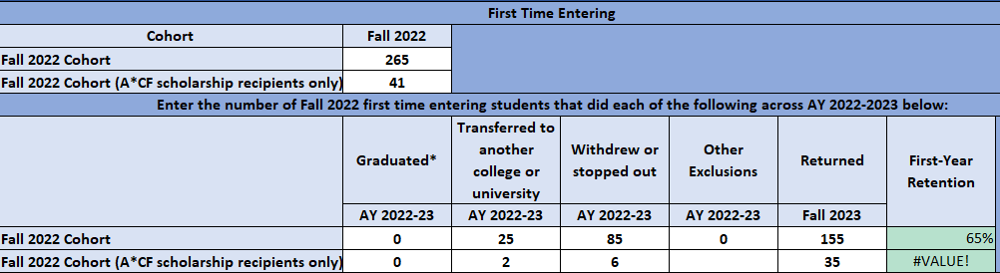 First Time Entering
Cohort Fall 2022
Fall 2022 Cohort 265
Fall 2022 Cohort (A*CF scholarship recipients only) 41
Enter the number of Fall 2022 first time entering students that did each of the following across AY 2022-2023 below:
Graduated*
Transferred to
another
college or
university
Withdrew or
stopped out
Other
Exclusions
Returned
First-Year
Retention
AY 2022-23 AY 2022-23 AY 2022-23 AY 2022-23 Fall 2023
Fall 2022 Cohort 0 25 85 0 155 65%
Fall 2022 Cohort (A*CF scholarship recipients only) 0 2 6 35 #VALUE!